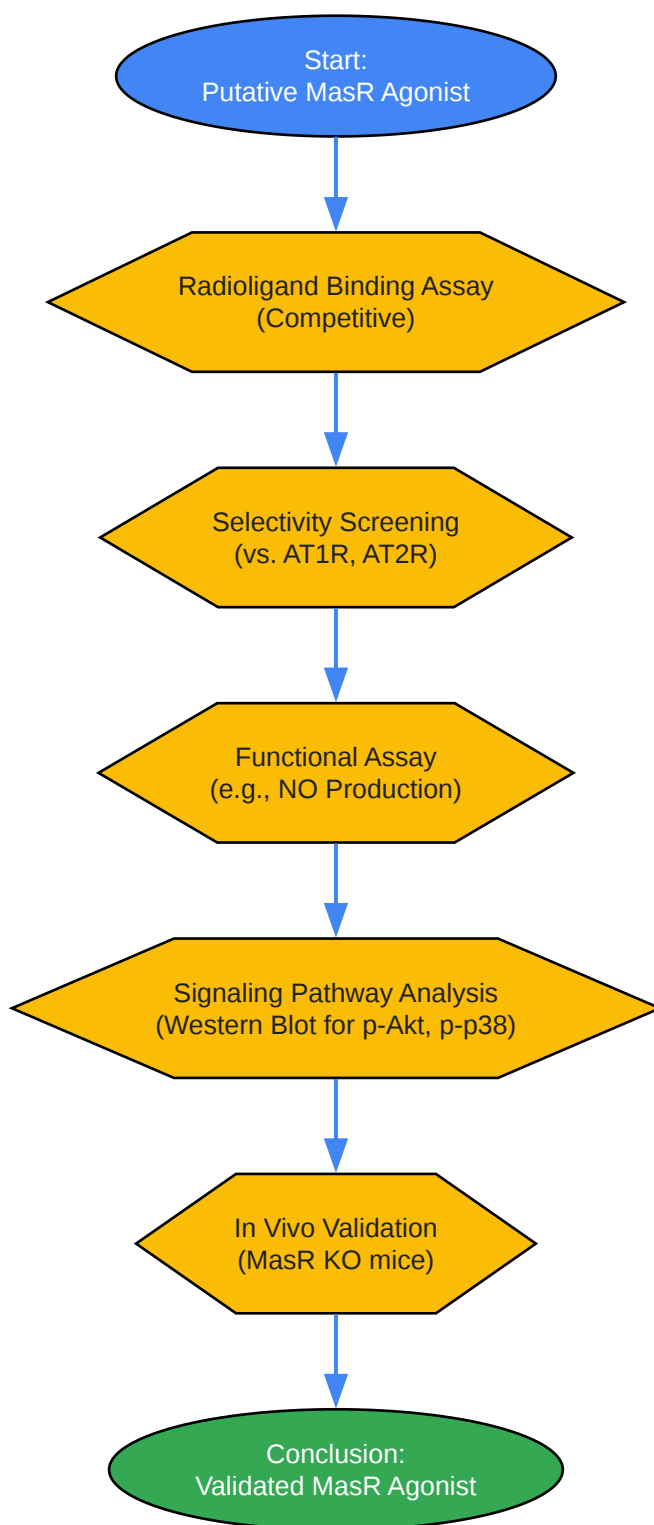 Start:
Putative MasR Agonist
Radioligand Binding Assay
(Competitive)
Selectivity Screening
(vs. AT1R, AT2R)
Functional Assay
(e.g., NO Production)
Signaling Pathway Analysis
(Western Blot for p-Akt, p-p38)
In Vivo Validation
(MasR KO mice)
Conclusion:
Validated MasR Agonist